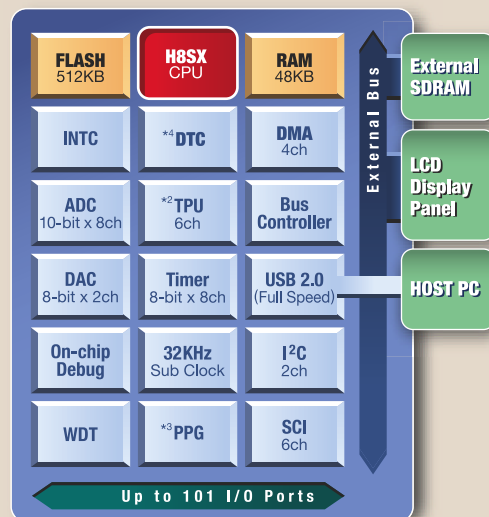 FLASH
512KB
H8SX
CPU
RAM
48KB
INTC
*4 DTC
DMA
4ch
ADC
10-bit x 8ch
*2 TPU
6ch
Bus
Controller
DAC
8-bit x 2ch
Timer
8-bit x 8ch
USB 2.0
(Full Speed)
On-chip
Debug
32KHz
Sub Clock
I²C
2ch
WDT
*3 PPG
SCI
6ch
Up to 101 I/O Ports
External Bus
External
SDRAM
LCD
Display
Panel
HOST PC